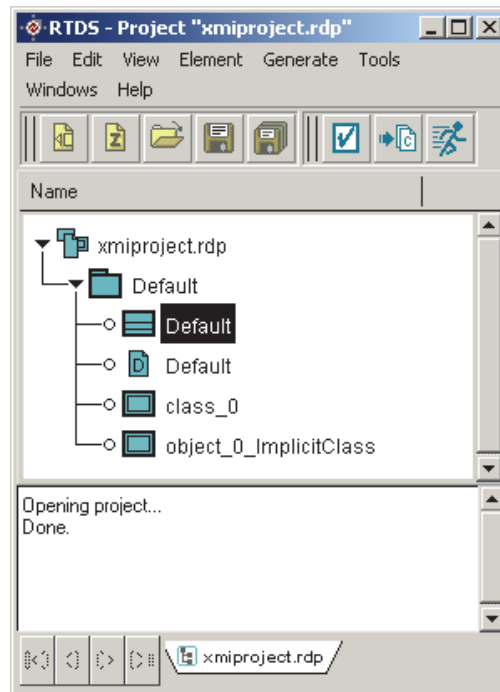 RTDS - Project "xmiproject.rdp"
File Edit View Element Generate Tools
Windows Help
Name
xmiproject.rdp
Default
Default
D Default
class_0
object_0_ImplicitClass
Opening project...
Done.
xmiproject.rdp